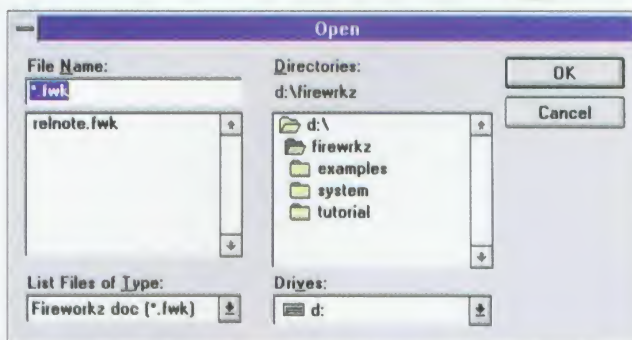 Open
File Name:
*.fwk
relnote.fwk
List Files of Type:
Fireworkz doc (*.fwk)
Directories:
d:\firewrkz
d:\
firewrkz
examples
system
tutorial
Drives:
d:
OK
Cancel